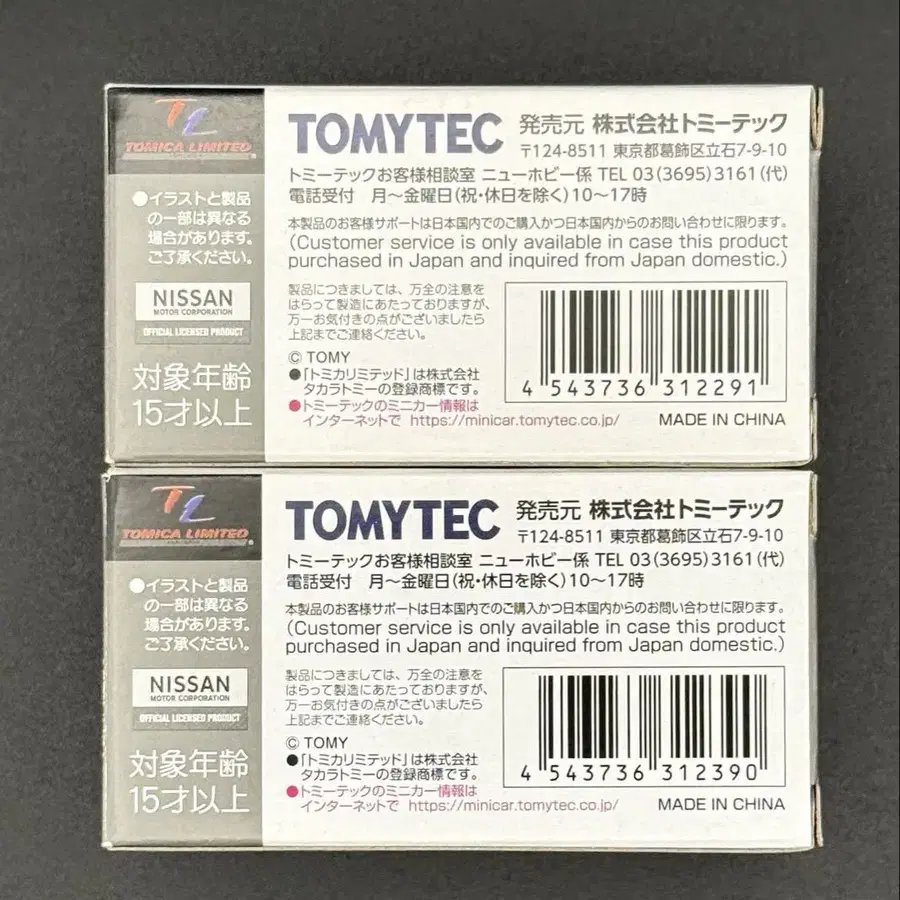 TL
TOMICA LIMITED
●イラストと製品
の一部は異なる
場合があります。
ご了承ください。
NISSAN
MOTOR CORPORATION
OFFICIAL LICENSED PRODUCT
対象年齢
15才以上
TOMYTEC 発売元 株式会社トミーテック
〒124-8511 東京都葛飾区立石7-9-10
トミーテックお客様相談室 ニューホビー係 TEL 03(3695)3161(代)
電話受付 月～金曜日(祝・休日を除く)10～17時
本製品のお客様サポートは日本国内でのご購入かつ日本国内からのお問い合わせに限ります。
(Customer service is only available in case this product
purchased in Japan and inquired from Japan domestic.)
製品につきましては、万全の注意を
はらって製造にあたっておりますが、
万一お気付きの点がございましたら
上記までご連絡ください。
© TOMY
●「トミカリミテッド」は株式会社
タカラトミーの登録商標です。
●トミーテックのミニカー情報は
インターネットで https://minicar.tomytec.co.jp/
4 543736 312291
MADE IN CHINA
TL
TOMICA LIMITED
●イラストと製品
の一部は異なる
場合があります。
ご了承ください。
NISSAN
MOTOR CORPORATION
OFFICIAL LICENSED PRODUCT
対象年齢
15才以上
TOMYTEC 発売元 株式会社トミーテック
〒124-8511 東京都葛飾区立石7-9-10
トミーテックお客様相談室 ニューホビー係 TEL 03(3695)3161(代)
電話受付 月～金曜日(祝・休日を除く)10～17時
本製品のお客様サポートは日本国内でのご購入かつ日本国内からのお問い合わせに限ります。
(Customer service is only available in case this product
purchased in Japan and inquired from Japan domestic.)
製品につきましては、万全の注意を
はらって製造にあたっておりますが、
万一お気付きの点がございましたら
上記までご連絡ください。
© TOMY
●「トミカリミテッド」は株式会社
タカラトミーの登録商標です。
●トミーテックのミニカー情報は
インターネットで https://minicar.tomytec.co.jp/
4 543736 312390
MADE IN CHINA